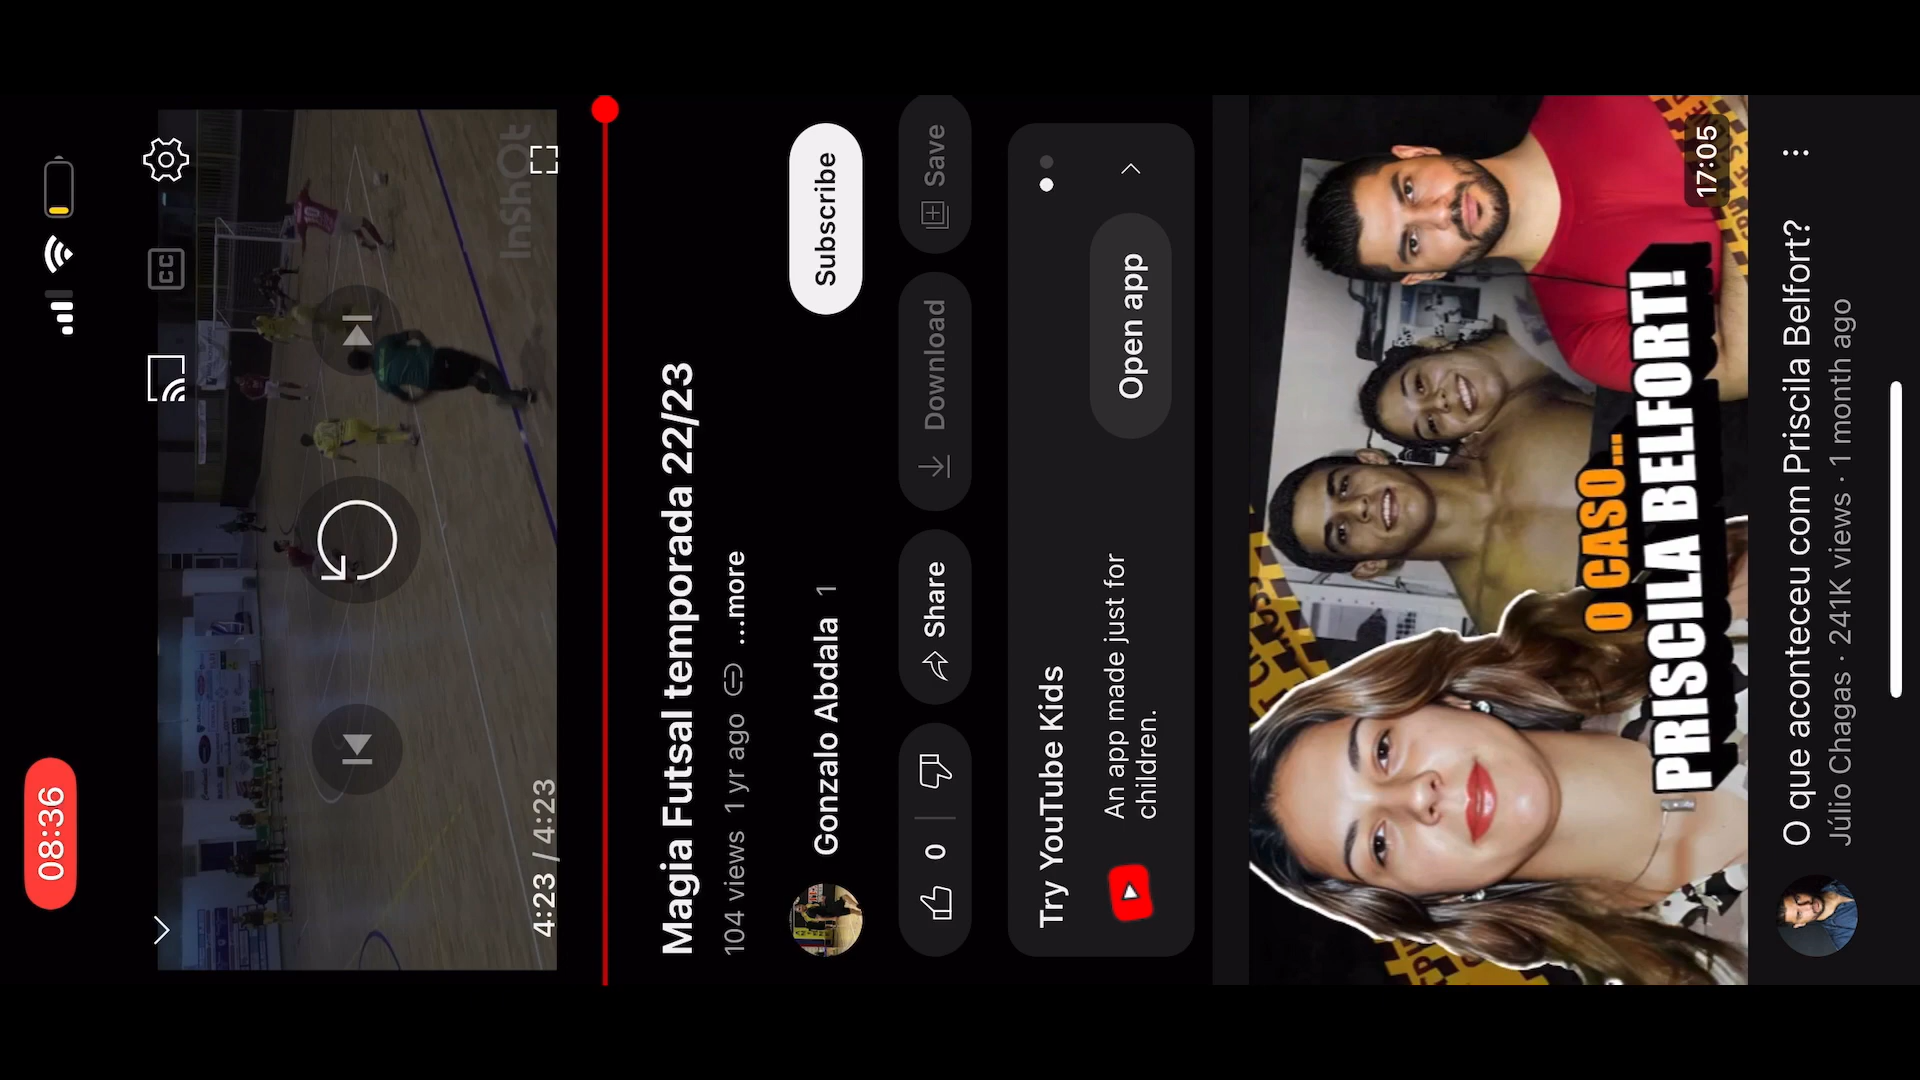 08:36
CC
InShOt
4:23 / 4:23
Magia Futsal temporada 22/23
104 views 1 yr ago ...more
Gonzalo Abdala 1
Subscribe
0
Share
Download
Save
Try YouTube Kids
An app made just for
children.
Open app
O CASO...
PRISCILA BELFORT!
17:05
O que aconteceu com Priscila Belfort?
Júlio Chagas · 241K views · 1 month ago